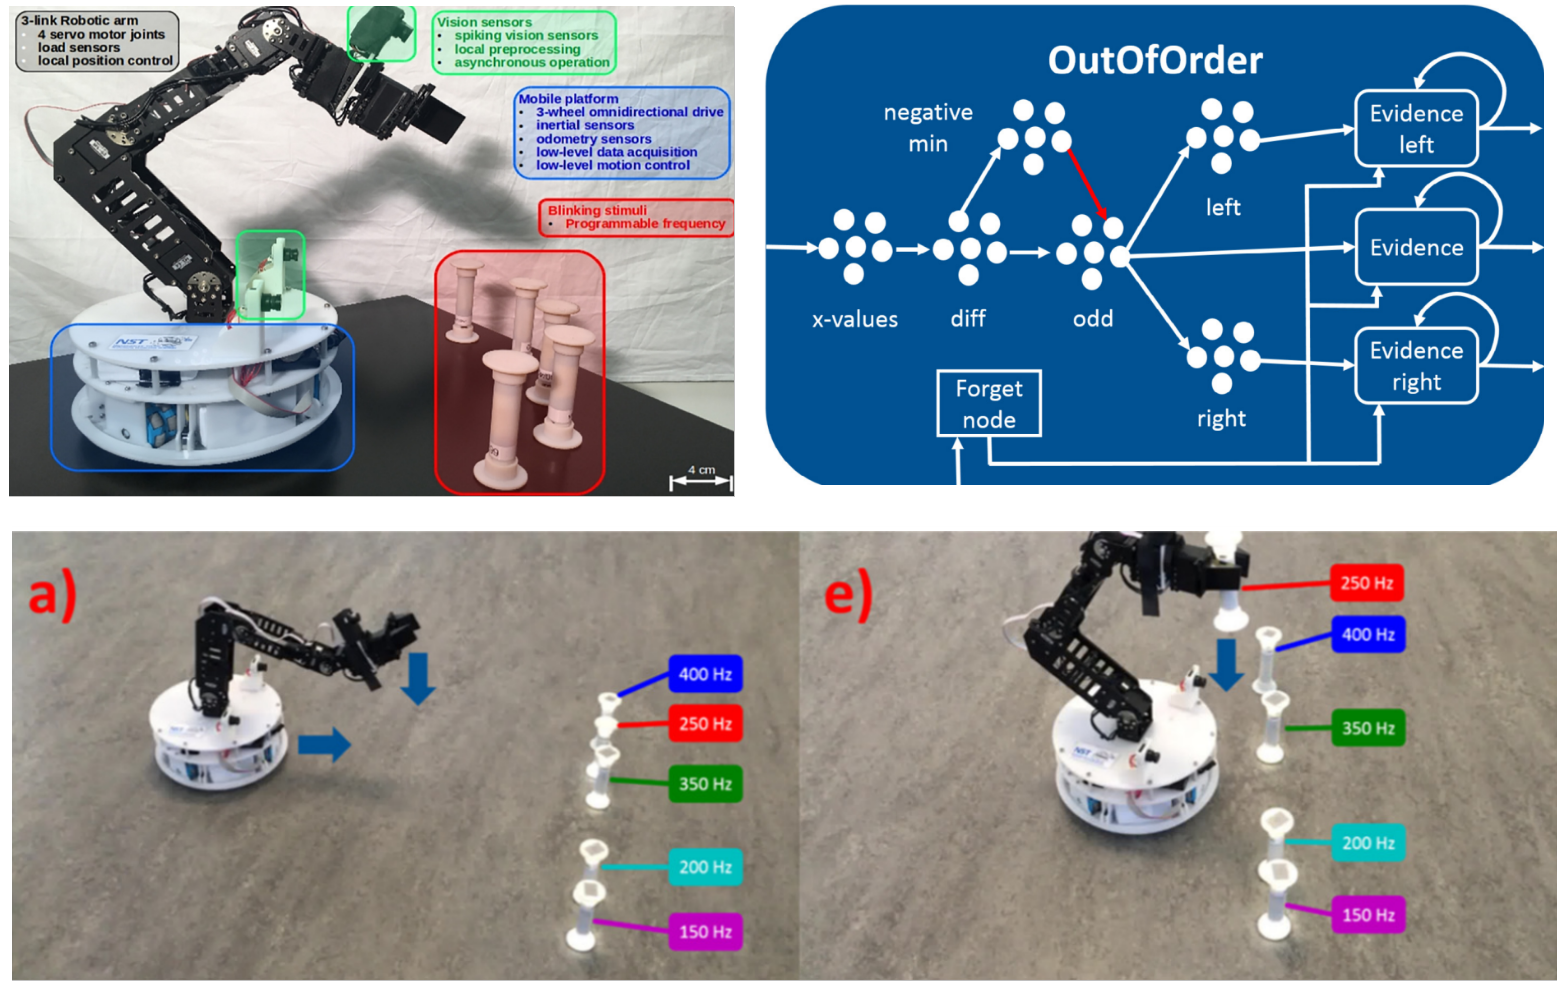 3-link Robotic arm
4 servo motor joints
load sensors
local position control
Vision sensors
• spiking vision sensors
• local preprocessing
• asynchronous operation
Mobile platform
• 3-wheel omnidirectional drive
• inertial sensors
• odometry sensors
• low-level data acquisition
• low-level motion control
Blinking stimuli
• Programmable frequency
NST
4 cm
OutOfOrder
negative
min
x-values
diff
odd
left
right
Evidence
left
Evidence
Evidence
right
Forget
node
a)
400 Hz
250 Hz
350 Hz
200 Hz
150 Hz
NST
e)
250 Hz
400 Hz
350 Hz
200 Hz
150 Hz
NST